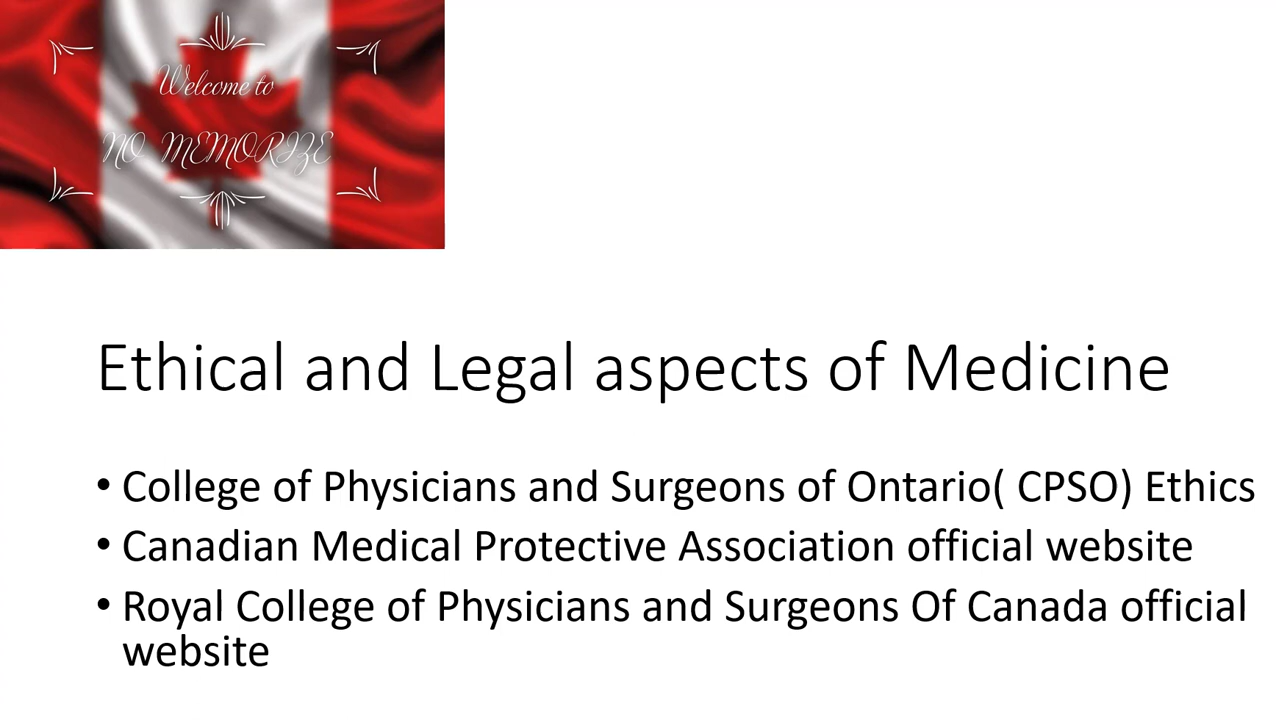 Welcome to
NO MEMORIZE
Ethical and Legal aspects of Medicine
• College of Physicians and Surgeons of Ontario( CPSO) Ethics
• Canadian Medical Protective Association official website
• Royal College of Physicians and Surgeons Of Canada official
website